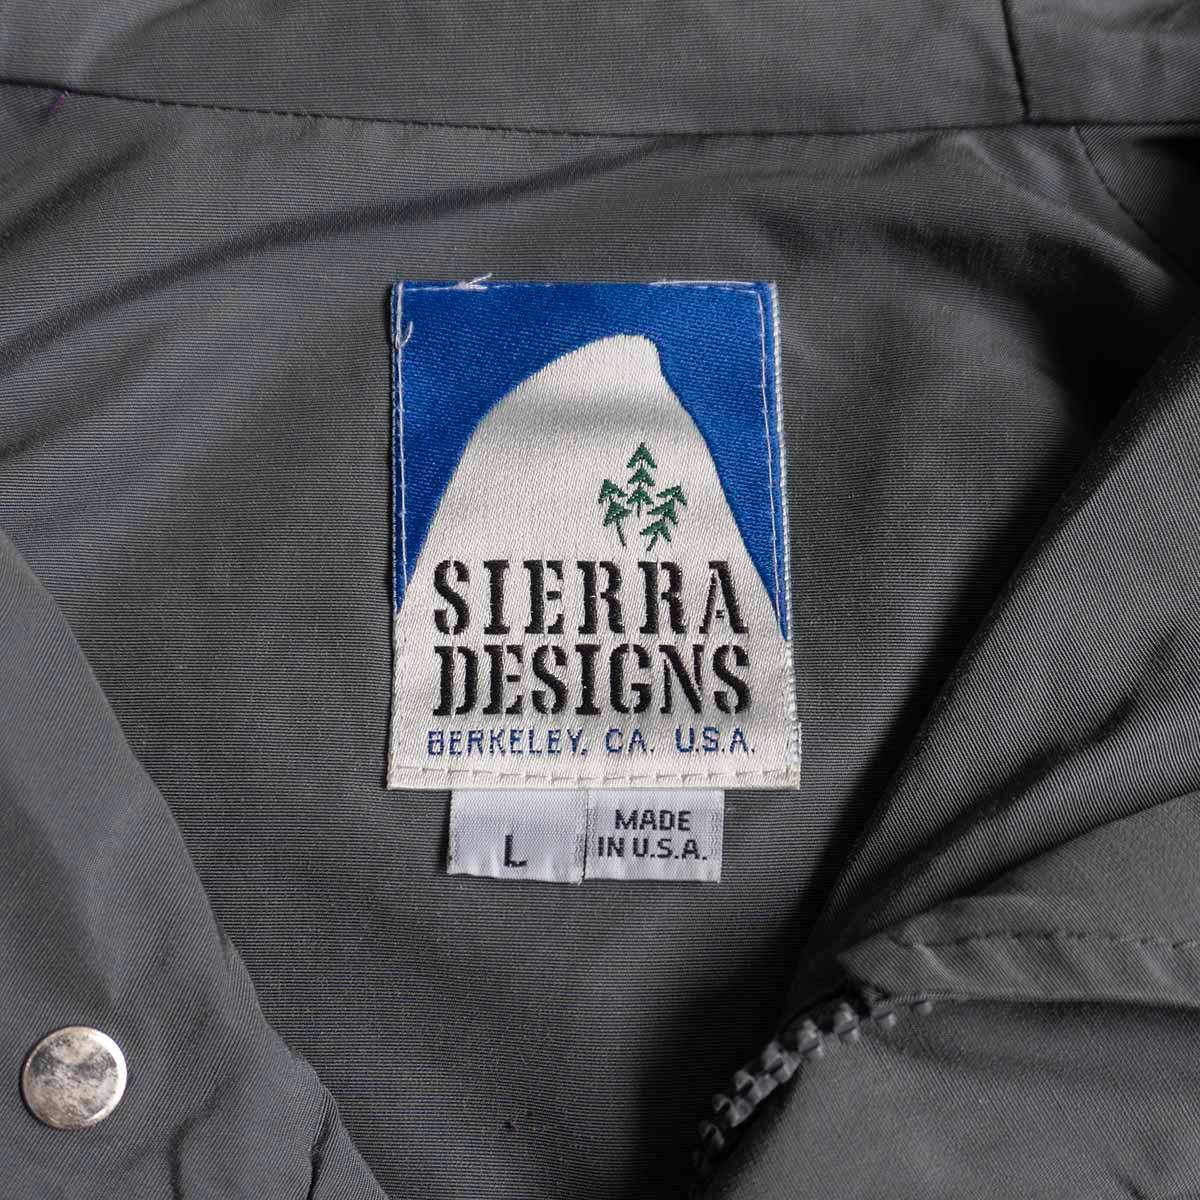 SIERRA
DESIGNS
BERKELEY, CA. U.S.A.
L
MADE
IN U.S.A.